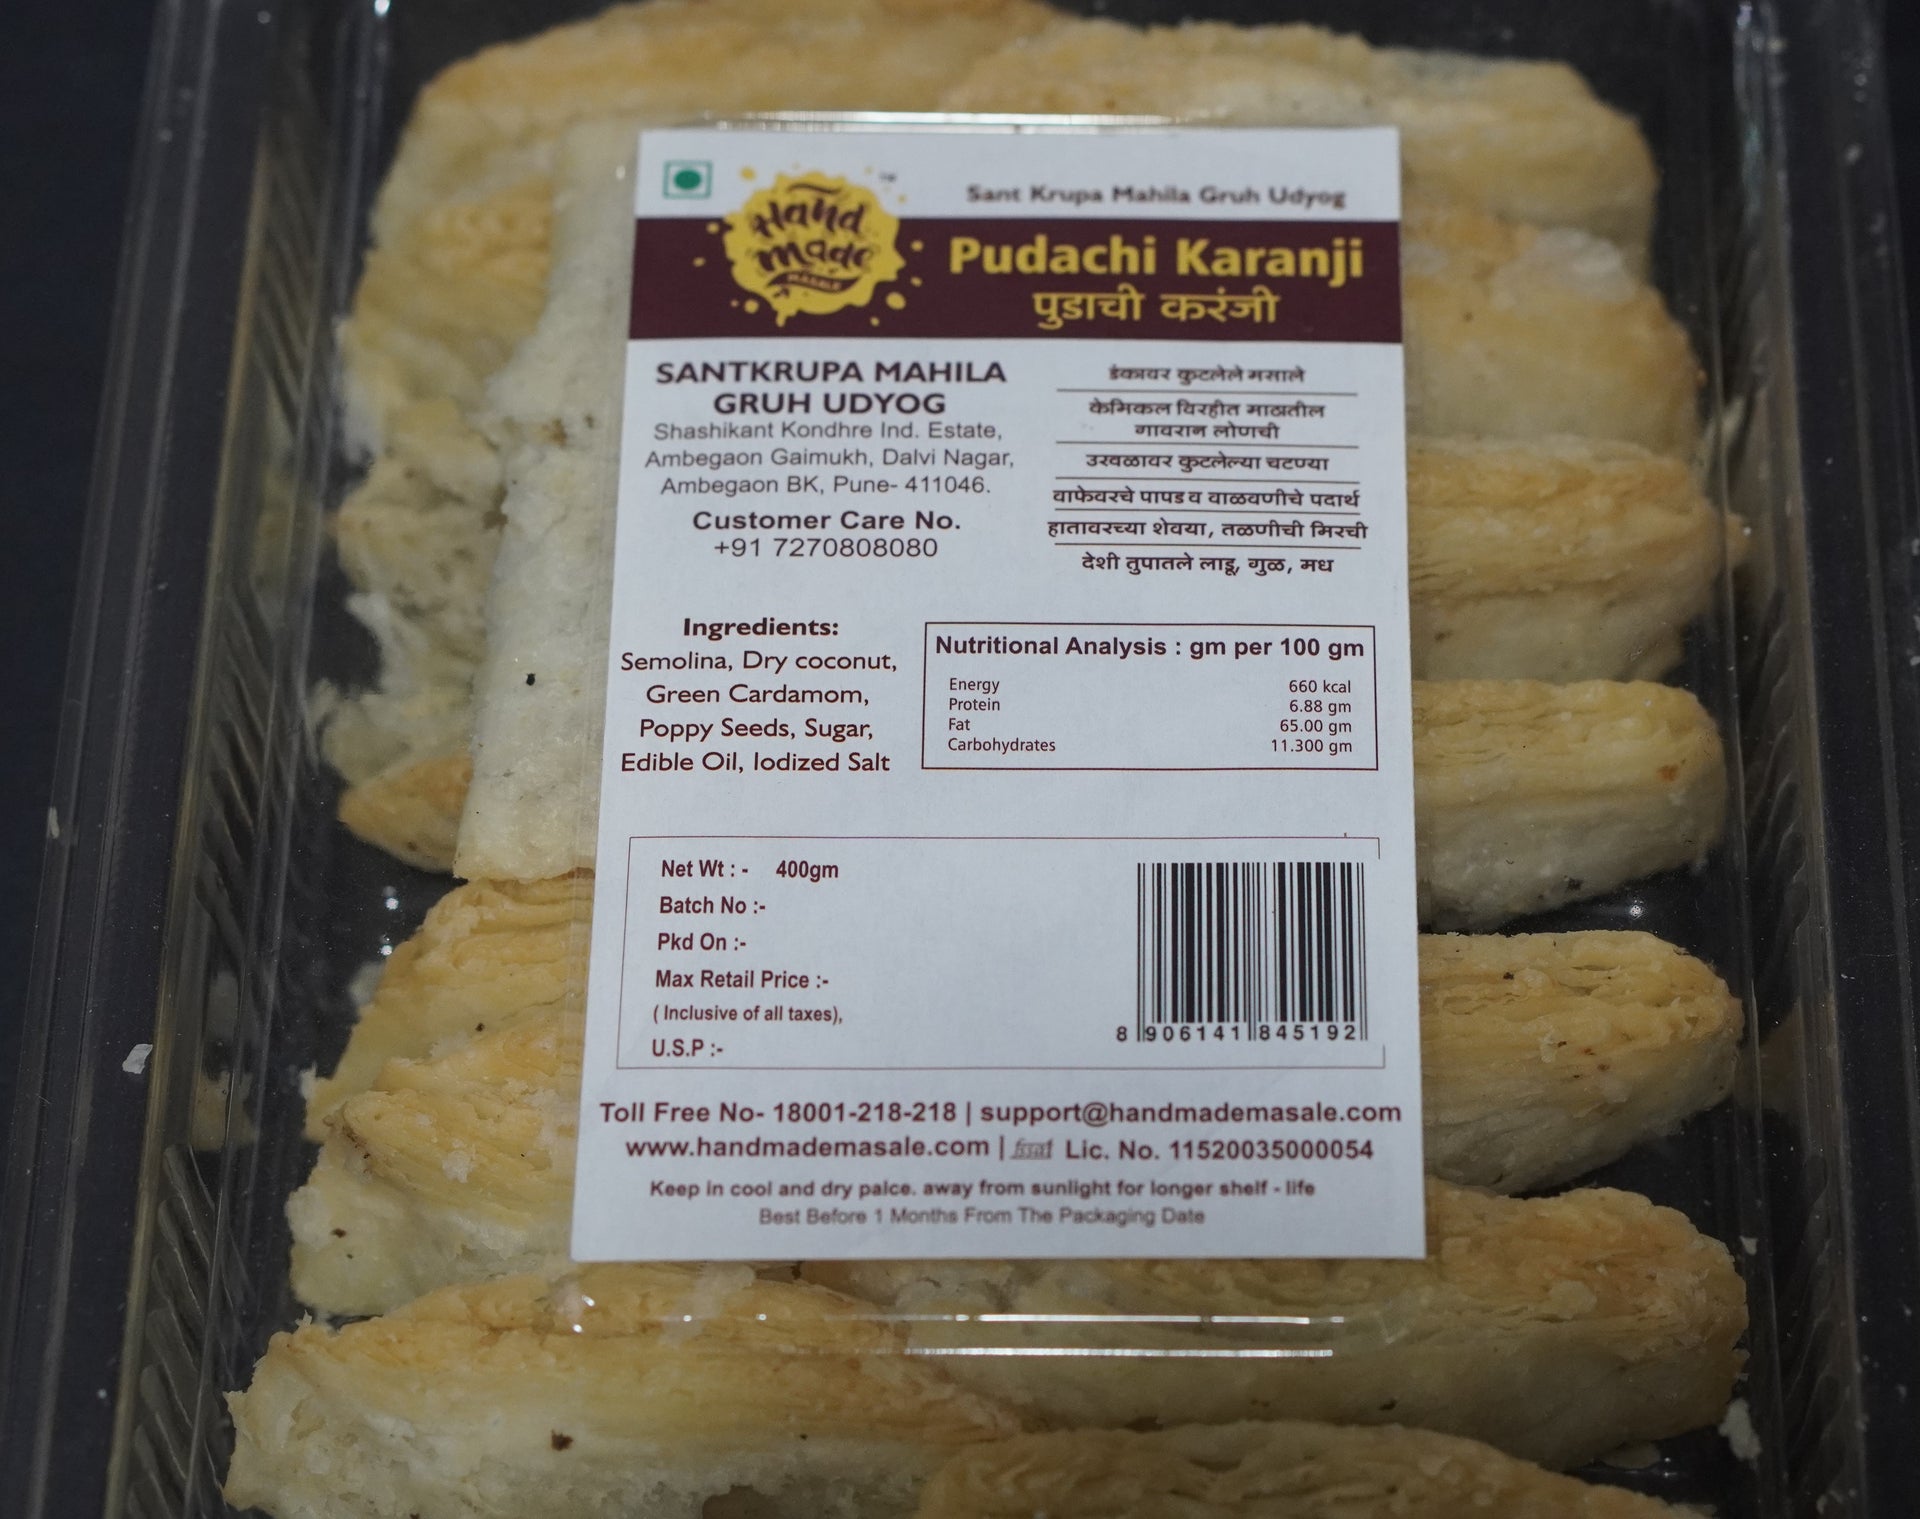 Hand
made
MASALE
TM
Sant Krupa Mahila Gruh Udyog
Pudachi Karanji
पुडाची करंजी
SANTKRUPA MAHILA
GRUH UDYOG
Shashikant Kondhre Ind. Estate,
Ambegaon Gaimukh, Dalvi Nagar,
Ambegaon BK, Pune- 411046.
Customer Care No.
+91 7270808080
डंकावर कुटलेले मसाले
केमिकल विरहीत माठातील
गावरान लोणची
उखळावर कुटलेल्या चटण्या
वाफेवरचे पापड व वाळवणीचे पदार्थ
हातावरच्या शेवया, तळणीची मिरची
देशी तुपातले लाडू, गुळ, मध
Ingredients:
Semolina, Dry coconut,
Green Cardamom,
Poppy Seeds, Sugar,
Edible Oil, Iodized Salt
Nutritional Analysis : gm per 100 gm
Energy 660 kcal
Protein 6.88 gm
Fat 65.00 gm
Carbohydrates 11.300 gm
Net Wt : - 400gm
Batch No :-
Pkd On :-
Max Retail Price :-
( Inclusive of all taxes),
U.S.P :-
8 906141 845192
Toll Free No- 18001-218-218 | support@handmademasale.com
www.handmademasale.com | fssai Lic. No. 11520035000054
Keep in cool and dry palce. away from sunlight for longer shelf - life
Best Before 1 Months From The Packaging Date